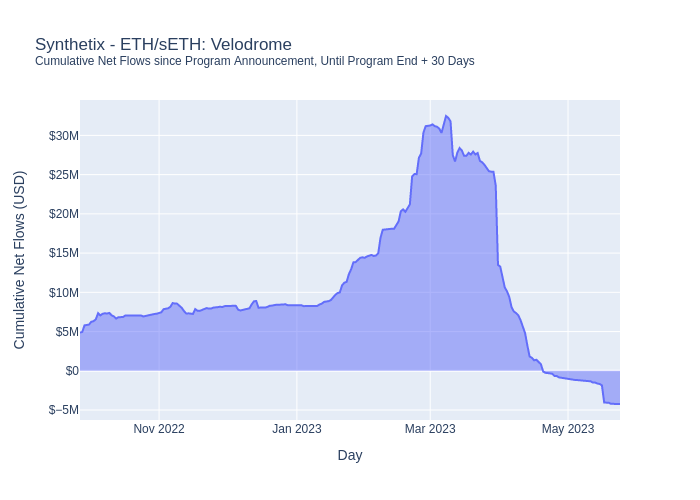 Synthetix - ETH/sETH: Velodrome
Cumulative Net Flows since Program Announcement, Until Program End + 30 Days
Cumulative Net Flows (USD)
$30M
$25M
$20M
$15M
$10M
$5M
$0
$−5M
Nov 2022
Jan 2023
Mar 2023
May 2023
Day